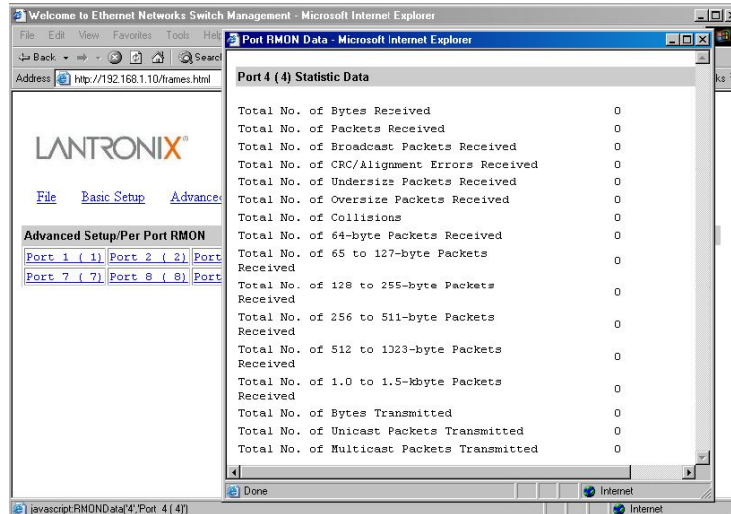 Welcome to Ethernet Networks Switch Management - Microsoft Internet Explorer
File Edit View Favorites Tools Help
Back Search
Address http://192.168.1.10/frames.html
LANTRONIX®
File Basic Setup Advanced
Advanced Setup/Per Port RMON
Port 1 ( 1) Port 2 ( 2) Port
Port 7 ( 7) Port 8 ( 8) Port
Port RMON Data - Microsoft Internet Explorer
Port 4 ( 4) Statistic Data
Total No. of Bytes Received 0
Total No. of Packets Received 0
Total No. of Broadcast Packets Received 0
Total No. of CRC/Alignment Errors Received 0
Total No. of Undersize Packets Received 0
Total No. of Oversize Packets Received 0
Total No. of Collisions 0
Total No. of 64-byte Packets Received 0
Total No. of 65 to 127-byte Packets
Received 0
Total No. of 128 to 255-byte Packets
Received 0
Total No. of 256 to 511-byte Packets
Received 0
Total No. of 512 to 1023-byte Packets
Received 0
Total No. of 1.0 to 1.5-kbyte Packets
Received 0
Total No. of Bytes Transmitted 0
Total No. of Unicast Packets Transmitted 0
Total No. of Multicast Packets Transmitted 0
Done Internet
javascript:RMONData('4','Port 4 ( 4)') Internet